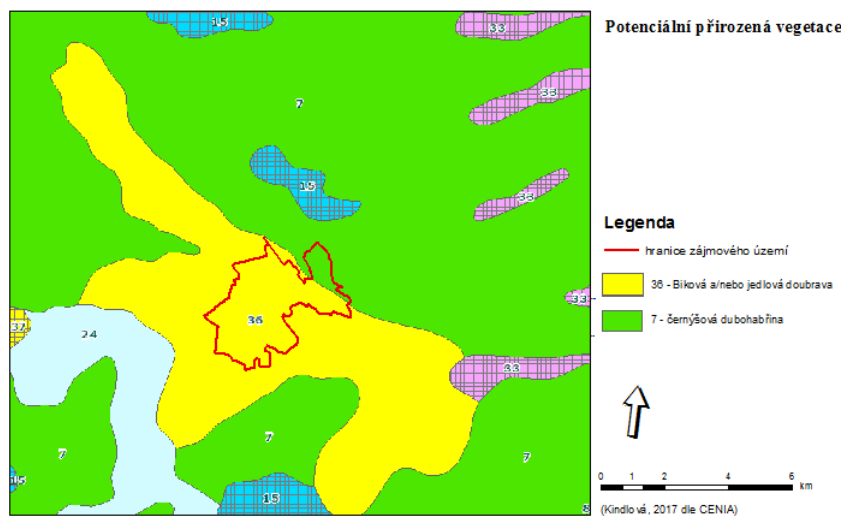 Potenciální přirozená vegetace
15
33
7
33
15
33
33
36
37
24
33
7
7
7
15
15
8
Legenda
hranice zájmového území
36 - Biková a/nebo jedlová doubrava
7 - černýšová dubohabřina
0 1 2 4 6
km
(Kindlová, 2017 dle CENIA)